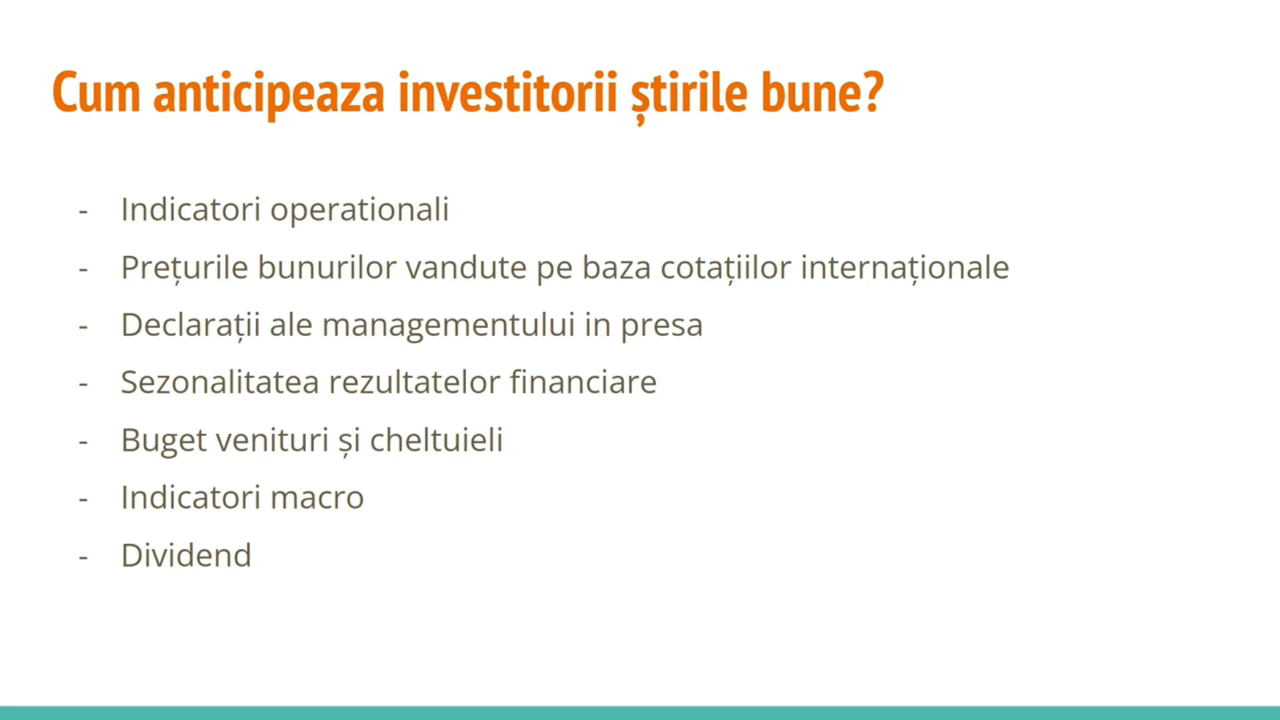 Cum anticipeaza investitorii știrile bune?
- Indicatori operationali
- Prețurile bunurilor vandute pe baza cotațiilor internaționale
- Declarații ale managementului in presa
- Sezonalitatea rezultatelor financiare
- Buget venituri și cheltuieli
- Indicatori macro
- Dividend